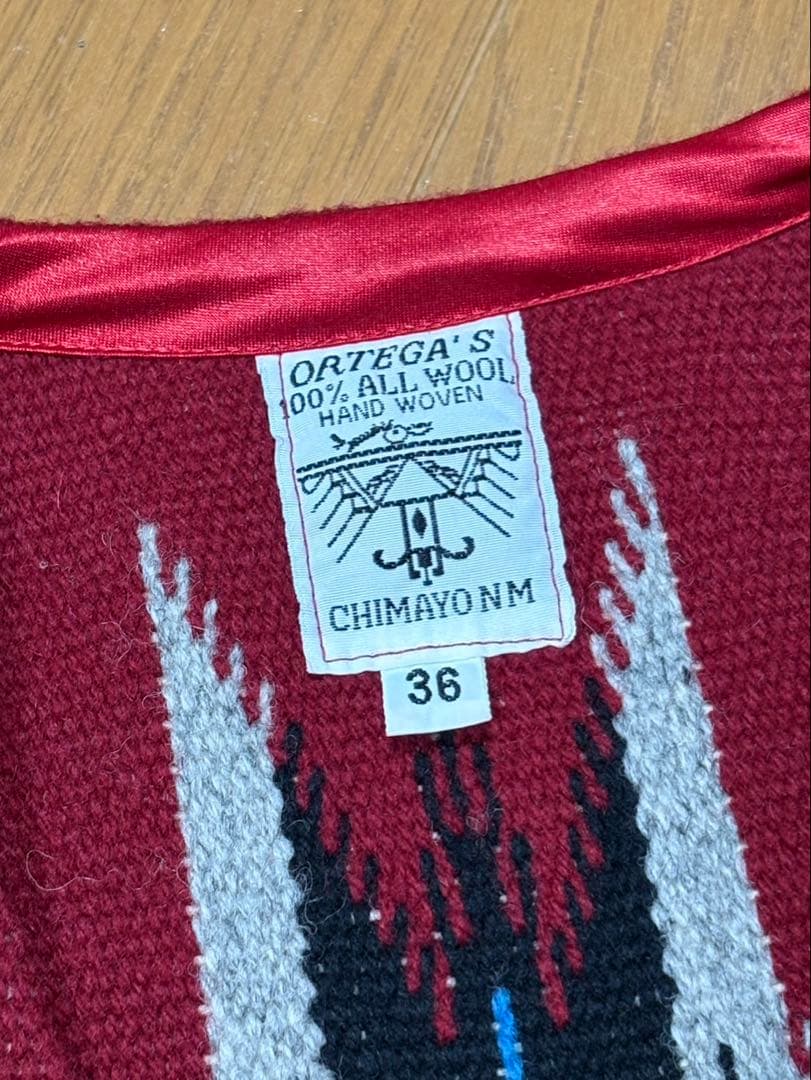 ORTEGA'S
100% ALL WOOL
HAND WOVEN
CHIMAYO NM
36